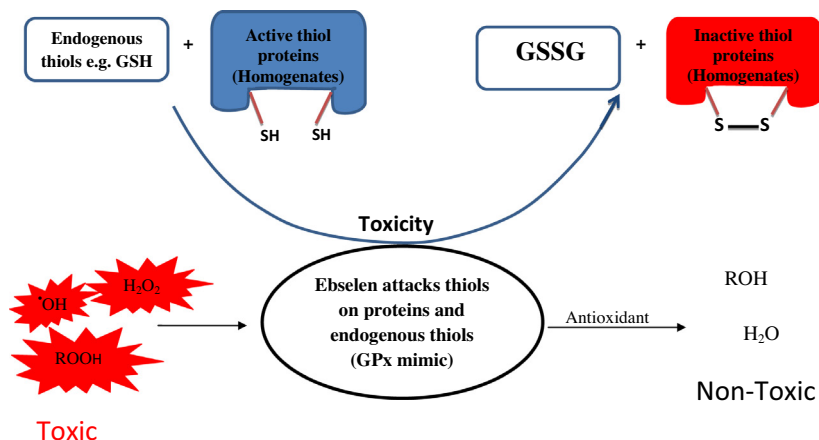 Endogenous
thiols e.g. GSH
+
Active thiol
proteins
(Homogenates)
SH
SH
GSSG
+
Inactive thiol
proteins
(Homogenates)
S
S
Toxicity
Ebselen attacks thiols
on proteins and
endogenous thiols
(GPx mimic)
•OH
H₂O₂
ROOH
Toxic
Antioxidant
ROH
H₂O
Non-Toxic